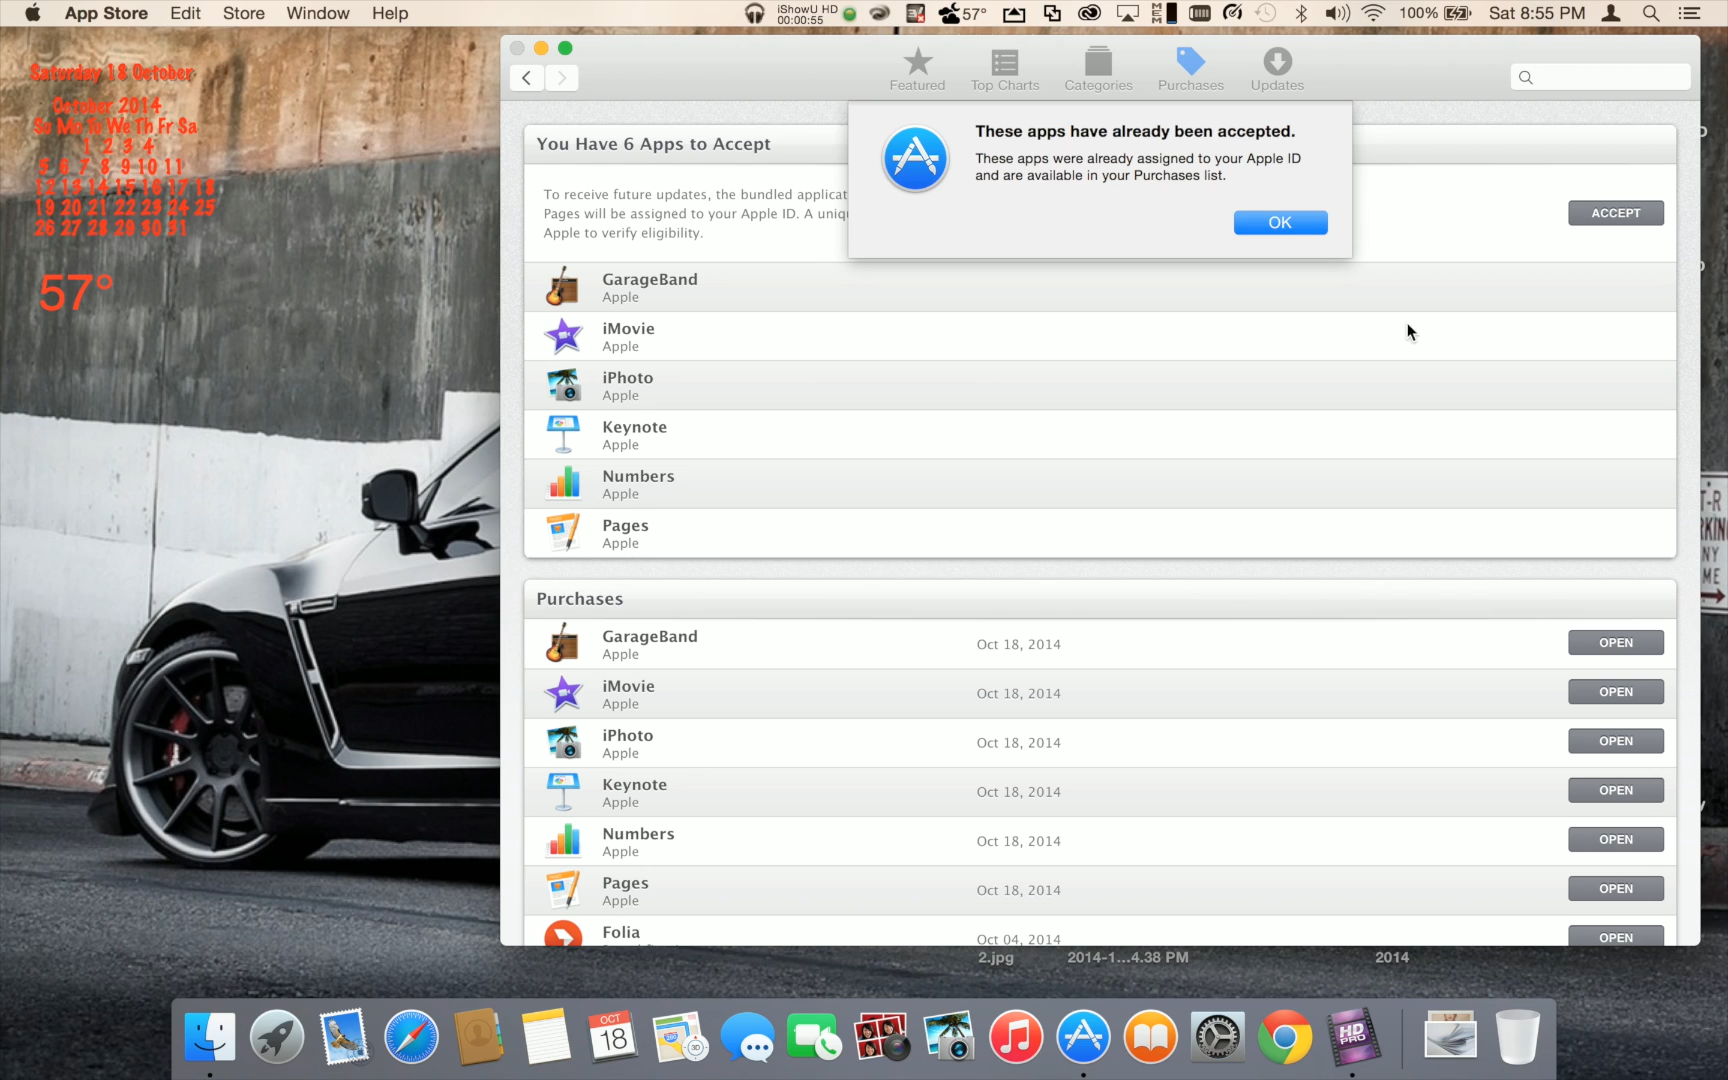 App Store Edit Store Window Help
iShowU HD
00:00:55
57°
MEM
100%
Sat 8:55 PM
Saturday 18 October
October 2014
Su Mo Tu We Th Fr Sa
1 2 3 4
5 6 7 8 9 10 11
12 13 14 15 16 17 18
19 20 21 22 23 24 25
26 27 28 29 30 31
57°
Featured
Top Charts
Categories
Purchases
Updates
These apps have already been accepted.
These apps were already assigned to your Apple ID
and are available in your Purchases list.
OK
You Have 6 Apps to Accept
To receive future updates, the bundled applicat
Pages will be assigned to your Apple ID. A uniq
Apple to verify eligibility.
ACCEPT
GarageBand
Apple
iMovie
Apple
iPhoto
Apple
Keynote
Apple
Numbers
Apple
Pages
Apple
Purchases
GarageBand
Apple
Oct 18, 2014
OPEN
iMovie
Apple
Oct 18, 2014
OPEN
iPhoto
Apple
Oct 18, 2014
OPEN
Keynote
Apple
Oct 18, 2014
OPEN
Numbers
Apple
Oct 18, 2014
OPEN
Pages
Apple
Oct 18, 2014
OPEN
Folia
Oct 04, 2014
OPEN
T-R
KIN
NY
ME
2.jpg
2014-1...4.38 PM
2014
OCT
18
3D
HD
PRO